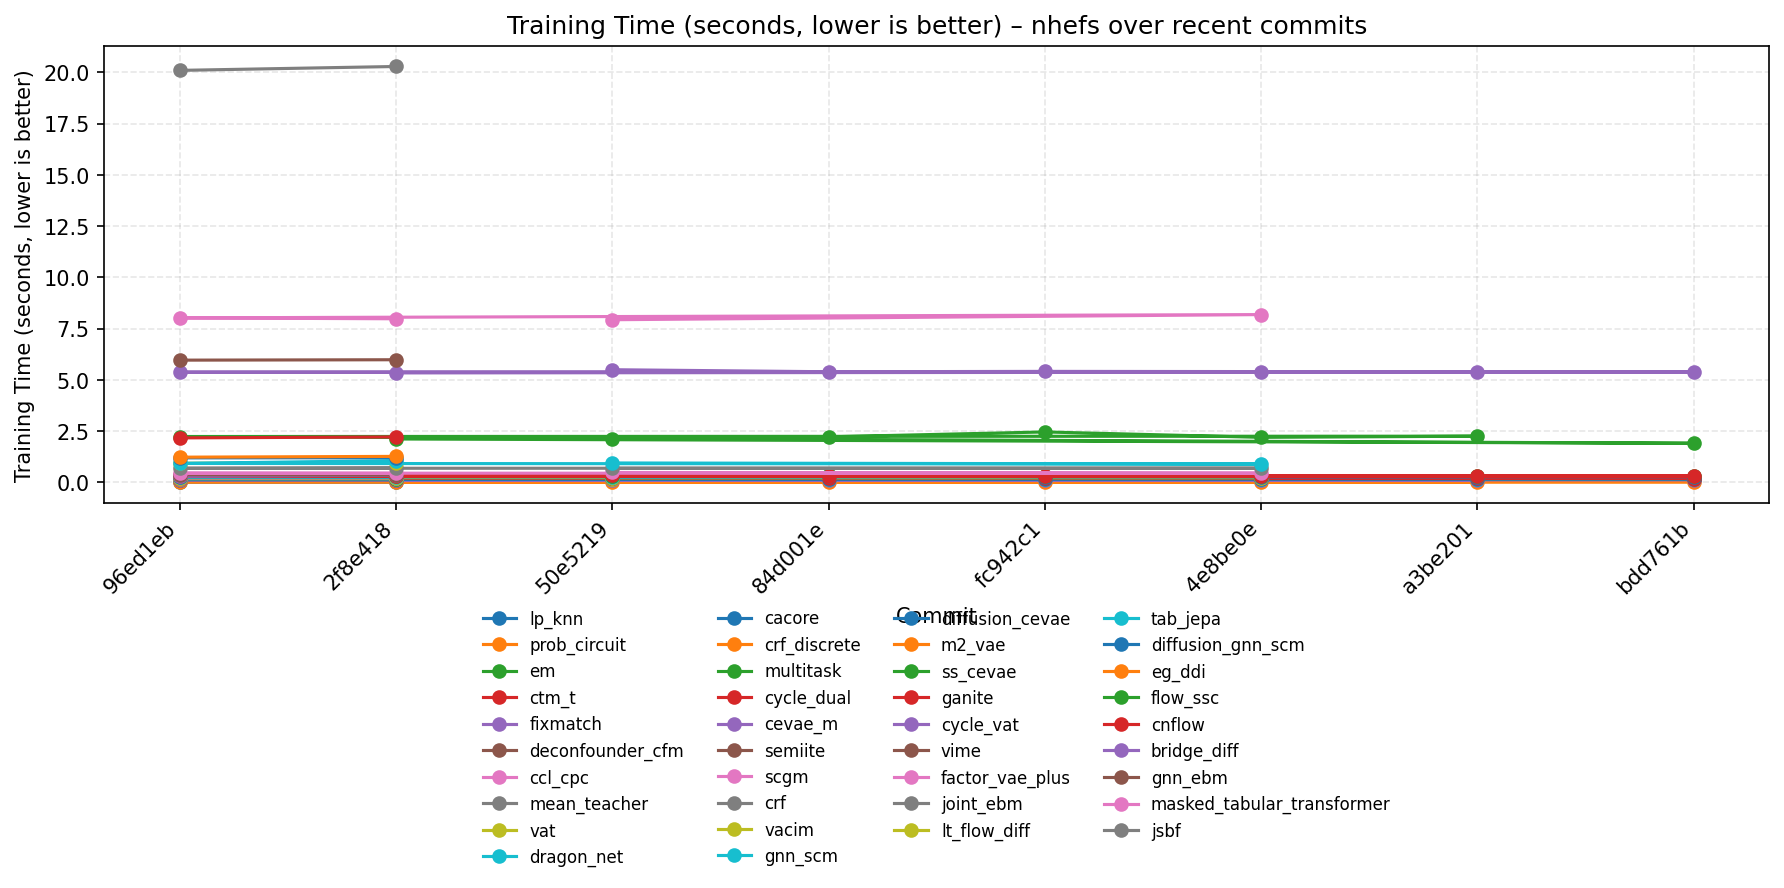 Training Time (seconds, lower is better) – nhefs over recent commits
Training Time (seconds, lower is better)
20.0
17.5
15.0
12.5
10.0
7.5
5.0
2.5
0.0
96ed1eb
2f8e418
50e5219
84d001e
fc942c1
4e8be0e
a3be201
bdd761b
Commit
lp_knn
prob_circuit
em
ctm_t
fixmatch
deconfounder_cfm
ccl_cpc
mean_teacher
vat
dragon_net
cacore
crf_discrete
multitask
cycle_dual
cevae_m
semiite
scgm
crf
vacim
gnn_scm
diffusion_cevae
m2_vae
ss_cevae
ganite
cycle_vat
vime
factor_vae_plus
joint_ebm
lt_flow_diff
tab_jepa
diffusion_gnn_scm
eg_ddi
flow_ssc
cnflow
bridge_diff
gnn_ebm
masked_tabular_transformer
jsbf